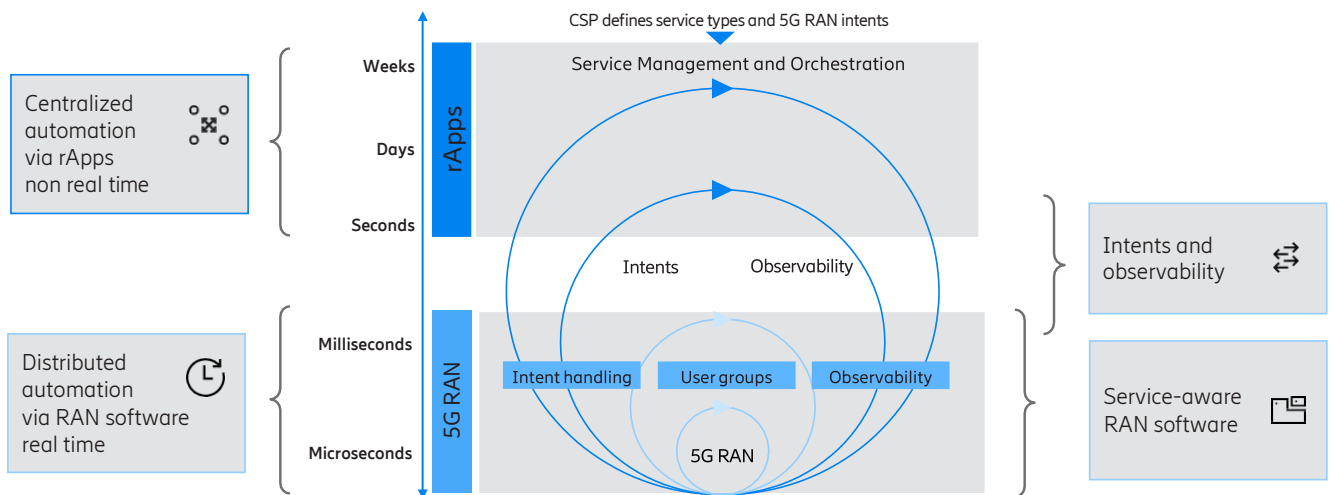 CSP defines service types and 5G RAN intents
Service Management and Orchestration
Weeks
Days
Seconds
rApps
Centralized
automation
via rApps
non real time
Intents
Observability
Intents and
observability
Milliseconds
Microseconds
5G RAN
Distributed
automation
via RAN software
real time
Intent handling
User groups
Observability
5G RAN
Service-aware
RAN software